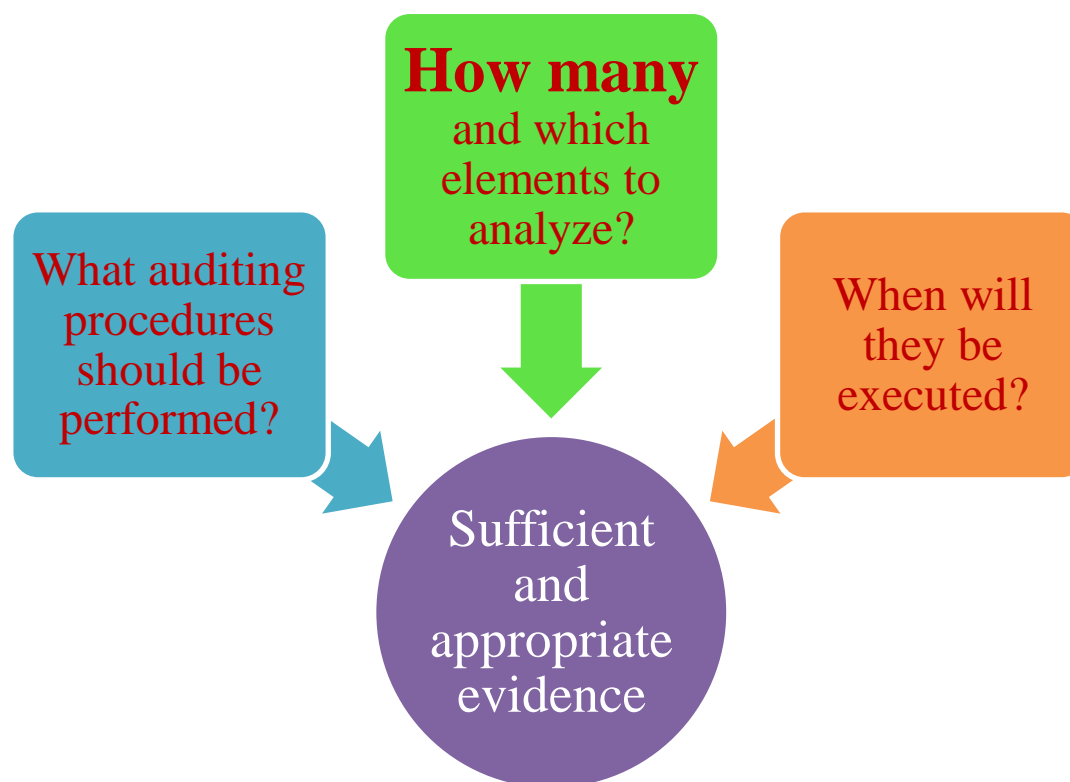 How many
and which
elements to
analyze?
What auditing
procedures
should be
performed?
When will
they be
executed?
Sufficient
and
appropriate
evidence